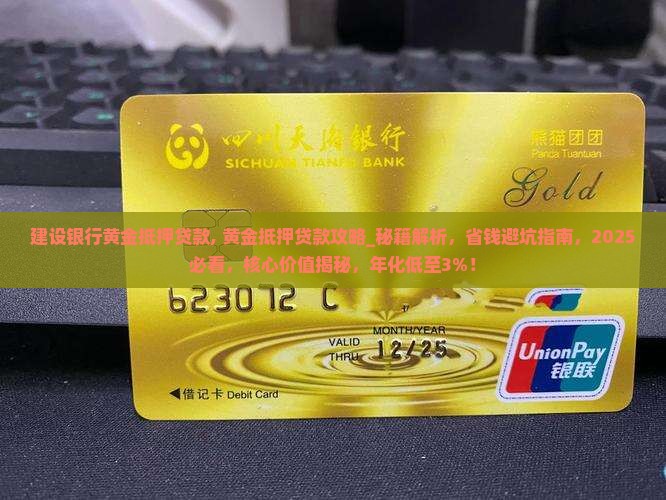 四川天府銀行
SICHUAN TIANFU BANK
熊猫团团
Panda Tuantuan
Gold
建设银行黄金抵押贷款, 黄金抵押贷款攻略_秘籍解析，省钱避坑指南，2025
必看，核心价值揭秘，年化低至3%！
623072 C
MONTH/YEAR
VALID
THRU
12/25
UnionPay
银联
◀借记卡 Debit Card